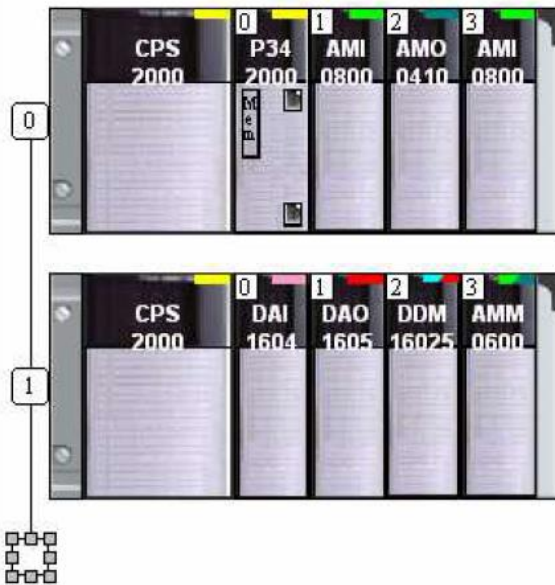 0 1 2 3
CPS P34 AMI AMO AMI
2000 2000 0800 0410 0800
Mem
0
0 1 2 3
CPS DAI DAO DDM AMM
2000 1604 1605 16025 0600
1